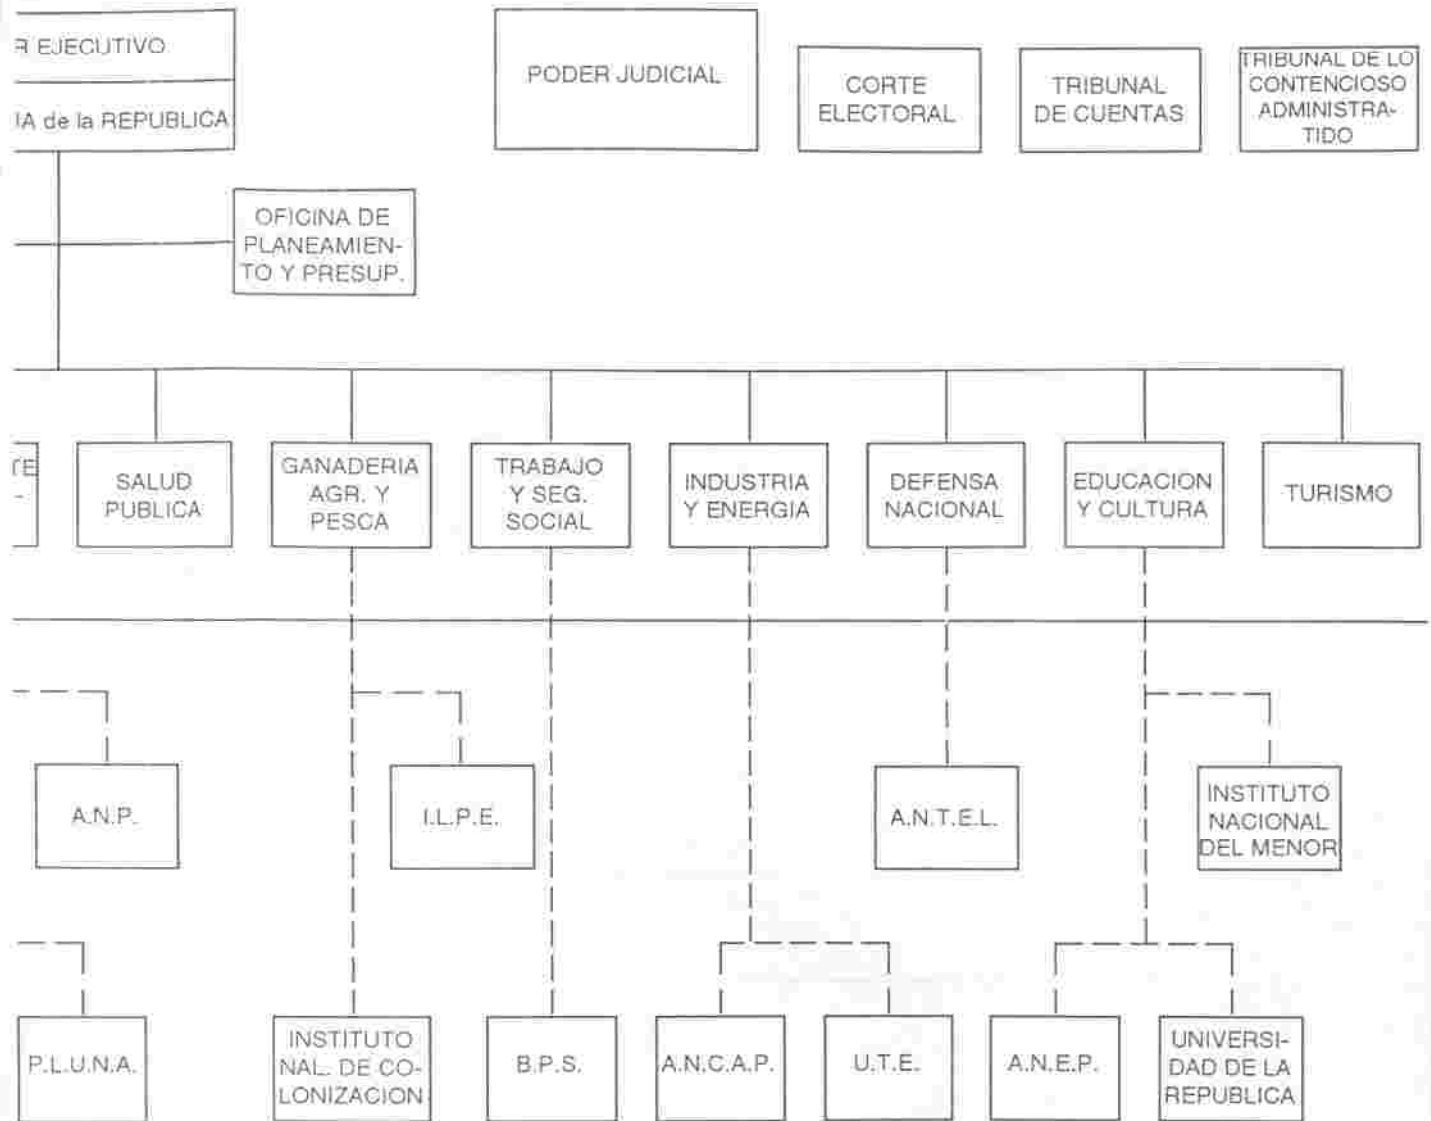 R EJECUTIVO
IA de la REPUBLICA
PODER JUDICIAL
CORTE
ELECTORAL
TRIBUNAL
DE CUENTAS
TRIBUNAL DE LO
CONTENCIOSO
ADMINISTRA-
TIDO
OFICINA DE
PLANEAMIEN-
TO Y PRESUP.
TE
-
SALUD
PUBLICA
GANADERIA
AGR. Y
PESCA
TRABAJO
Y SEG.
SOCIAL
INDUSTRIA
Y ENERGIA
DEFENSA
NACIONAL
EDUCACION
Y CULTURA
TURISMO
A.N.P.
I.L.P.E.
A.N.T.E.L.
INSTITUTO
NACIONAL
DEL MENOR
P.L.U.N.A.
INSTITUTO
NAL. DE CO-
LONIZACION
B.P.S.
A.N.C.A.P.
U.T.E.
A.N.E.P.
UNIVERSI-
DAD DE LA
REPUBLICA